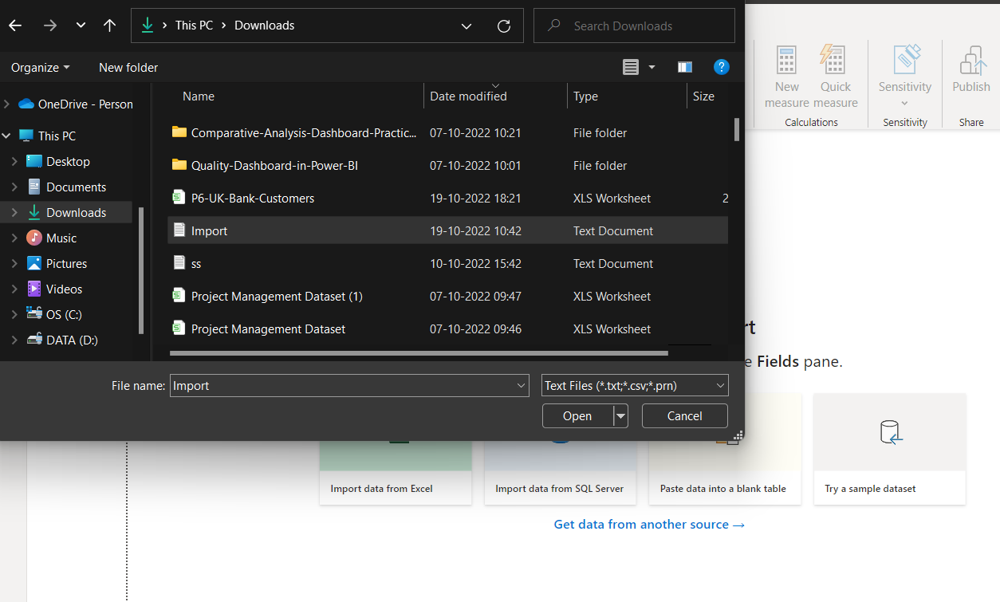 This PC > Downloads
Search Downloads
Organize
New folder
?
Name
Date modified
Type
Size
OneDrive - Person
This PC
Desktop
Documents
Downloads
Music
Pictures
Videos
OS (C:)
DATA (D:)
Comparative-Analysis-Dashboard-Practic... 07-10-2022 10:21 File folder
Quality-Dashboard-in-Power-BI 07-10-2022 10:01 File folder
P6-UK-Bank-Customers 19-10-2022 18:21 XLS Worksheet 2
Import 19-10-2022 10:42 Text Document
ss 10-10-2022 15:42 Text Document
Project Management Dataset (1) 07-10-2022 09:47 XLS Worksheet
Project Management Dataset 07-10-2022 09:46 XLS Worksheet
File name: Import
Text Files (*.txt;*.csv;*.prn)
Open
Cancel
New measure
Quick measure
Calculations
Sensitivity
Sensitivity
Publish
Share
rt
e Fields pane.
Import data from Excel
Import data from SQL Server
Paste data into a blank table
Try a sample dataset
Get data from another source →